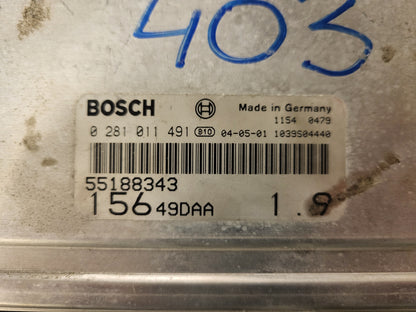 403
BOSCH Made in Germany
1154 0479
0 281 011 491 810 04-05-01 1039S04440
55188343
156 49DAA 1.9